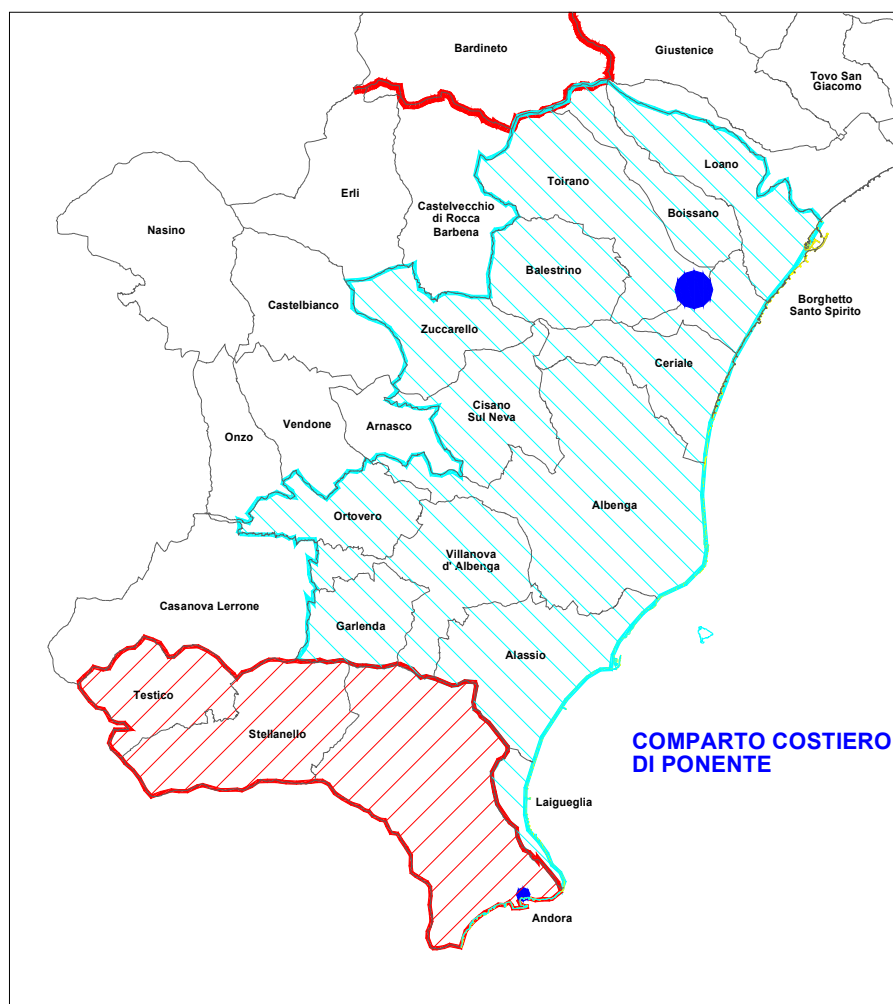 Bardineto
Giustenice
Tovo San
Giacomo
Loano
Toirano
Erli
Castelvecchio
di Rocca
Barbena
Boissano
Nasino
Balestrino
Castelbianco
Borghetto
Santo Spirito
Zuccarello
Ceriale
Cisano
Sul Neva
Vendone
Arnasco
Onzo
Albenga
Ortovero
Villanova
d' Albenga
Casanova Lerrone
Garlenda
Alassio
Testico
Stellanello
COMPARTO COSTIERO
DI PONENTE
Laigueglia
Andora